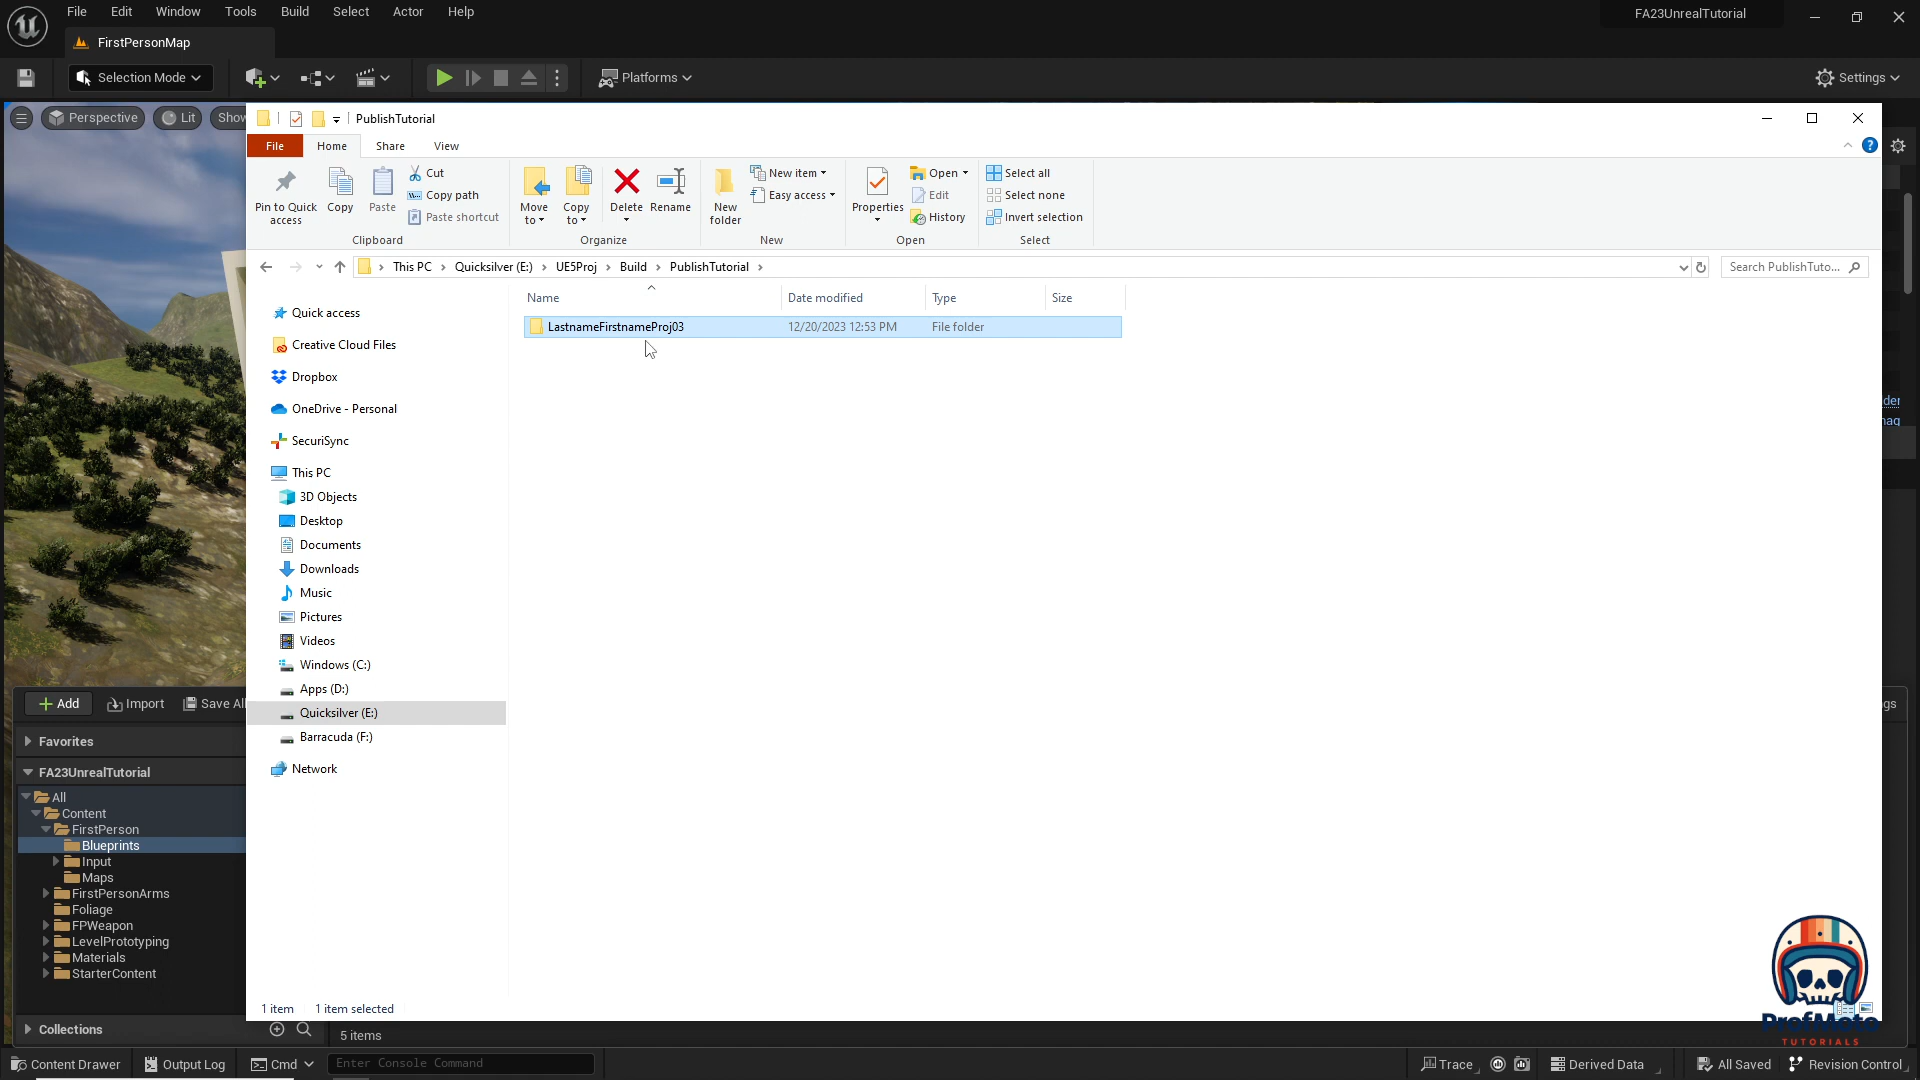 File Edit Window Tools Build Select Actor Help
FA23UnrealTutorial
FirstPersonMap
Selection Mode
Platforms
Settings
Perspective Lit Show
PublishTutorial
File Home Share View
Pin to Quick access
Copy
Paste
Cut
Copy path
Paste shortcut
Clipboard
Move to
Copy to
Delete
Rename
Organize
New folder
New item
Easy access
New
Properties
Open
Edit
History
Open
Select all
Select none
Invert selection
Select
This PC > Quicksilver (E:) > UE5Proj > Build > PublishTutorial >
Search PublishTuto...
Name Date modified Type Size
LastnameFirstnameProj03 12/20/2023 12:53 PM File folder
Quick access
Creative Cloud Files
Dropbox
OneDrive - Personal
SecuriSync
This PC
3D Objects
Desktop
Documents
Downloads
Music
Pictures
Videos
Windows (C:)
Apps (D:)
Quicksilver (E:)
Barracuda (F:)
Network
1 item 1 item selected
der
Add Import Save All
gs
Favorites
FA23UnrealTutorial
All
Content
FirstPerson
Blueprints
Input
Maps
FirstPersonArms
Foliage
FPWeapon
LevelPrototyping
Materials
StarterContent
Collections
5 items
ProfMoto
TUTORIALS
Content Drawer Output Log Cmd Enter Console Command
Trace Derived Data All Saved Revision Control